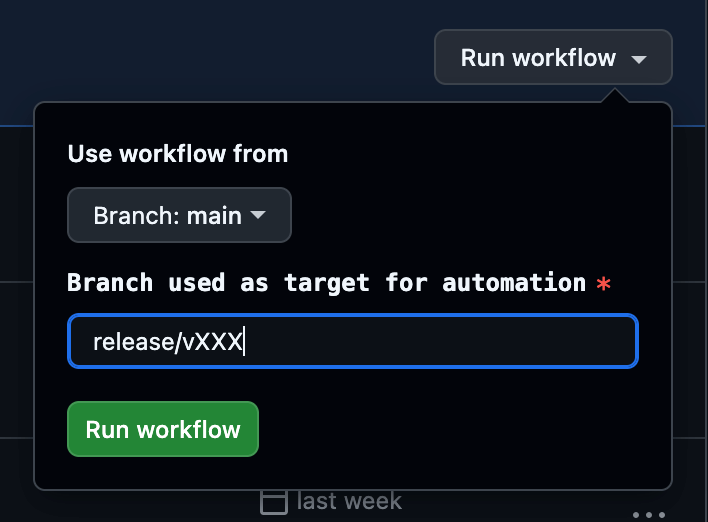 Run workflow
Use workflow from
Branch: main
Branch used as target for automation *
release/vXXX
Run workflow
last week